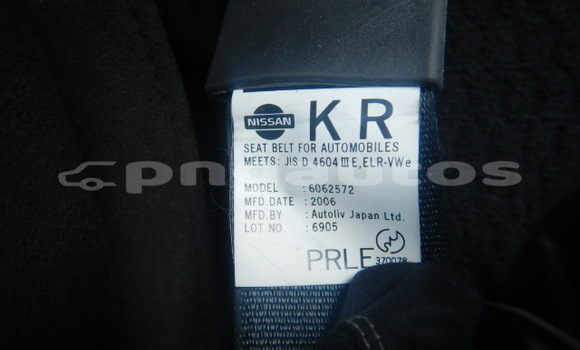 NISSAN KR
SEAT BELT FOR AUTOMOBILES
MEETS: JIS D 4604 III E, ELR-VWe
MODEL : 6062572
MFD.DATE : 2006
MFD.BY : Autoliv Japan Ltd.
LOT NO. : 6905
PRLE
370078
pngautos